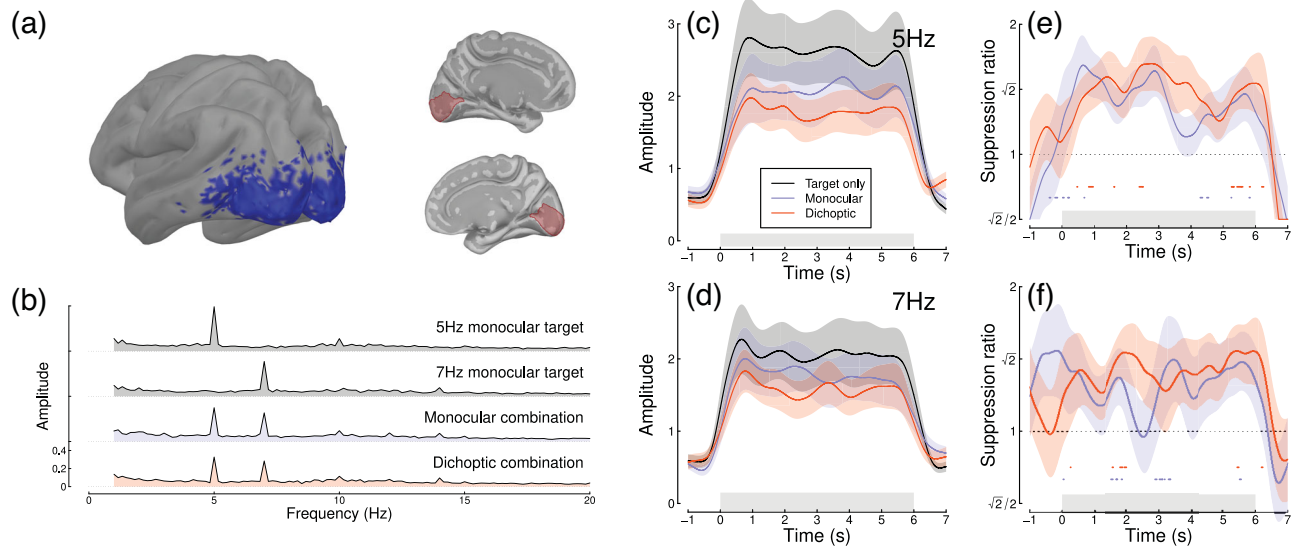 (a)
(b)
Amplitude
5Hz monocular target
7Hz monocular target
Monocular combination
Dichoptic combination
0.4
0.2
0
0 5 10 15 20
Frequency (Hz)
(c)
5Hz
Amplitude
3
2
1
0
Target only
Monocular
Dichoptic
−1 0 1 2 3 4 5 6 7
Time (s)
(d)
7Hz
Amplitude
3
2
1
0
−1 0 1 2 3 4 5 6 7
Time (s)
(e)
Suppression ratio
2
√2
1
√2/2
−1 0 1 2 3 4 5 6 7
Time (s)
(f)
Suppression ratio
2
√2
1
√2/2
−1 0 1 2 3 4 5 6 7
Time (s)